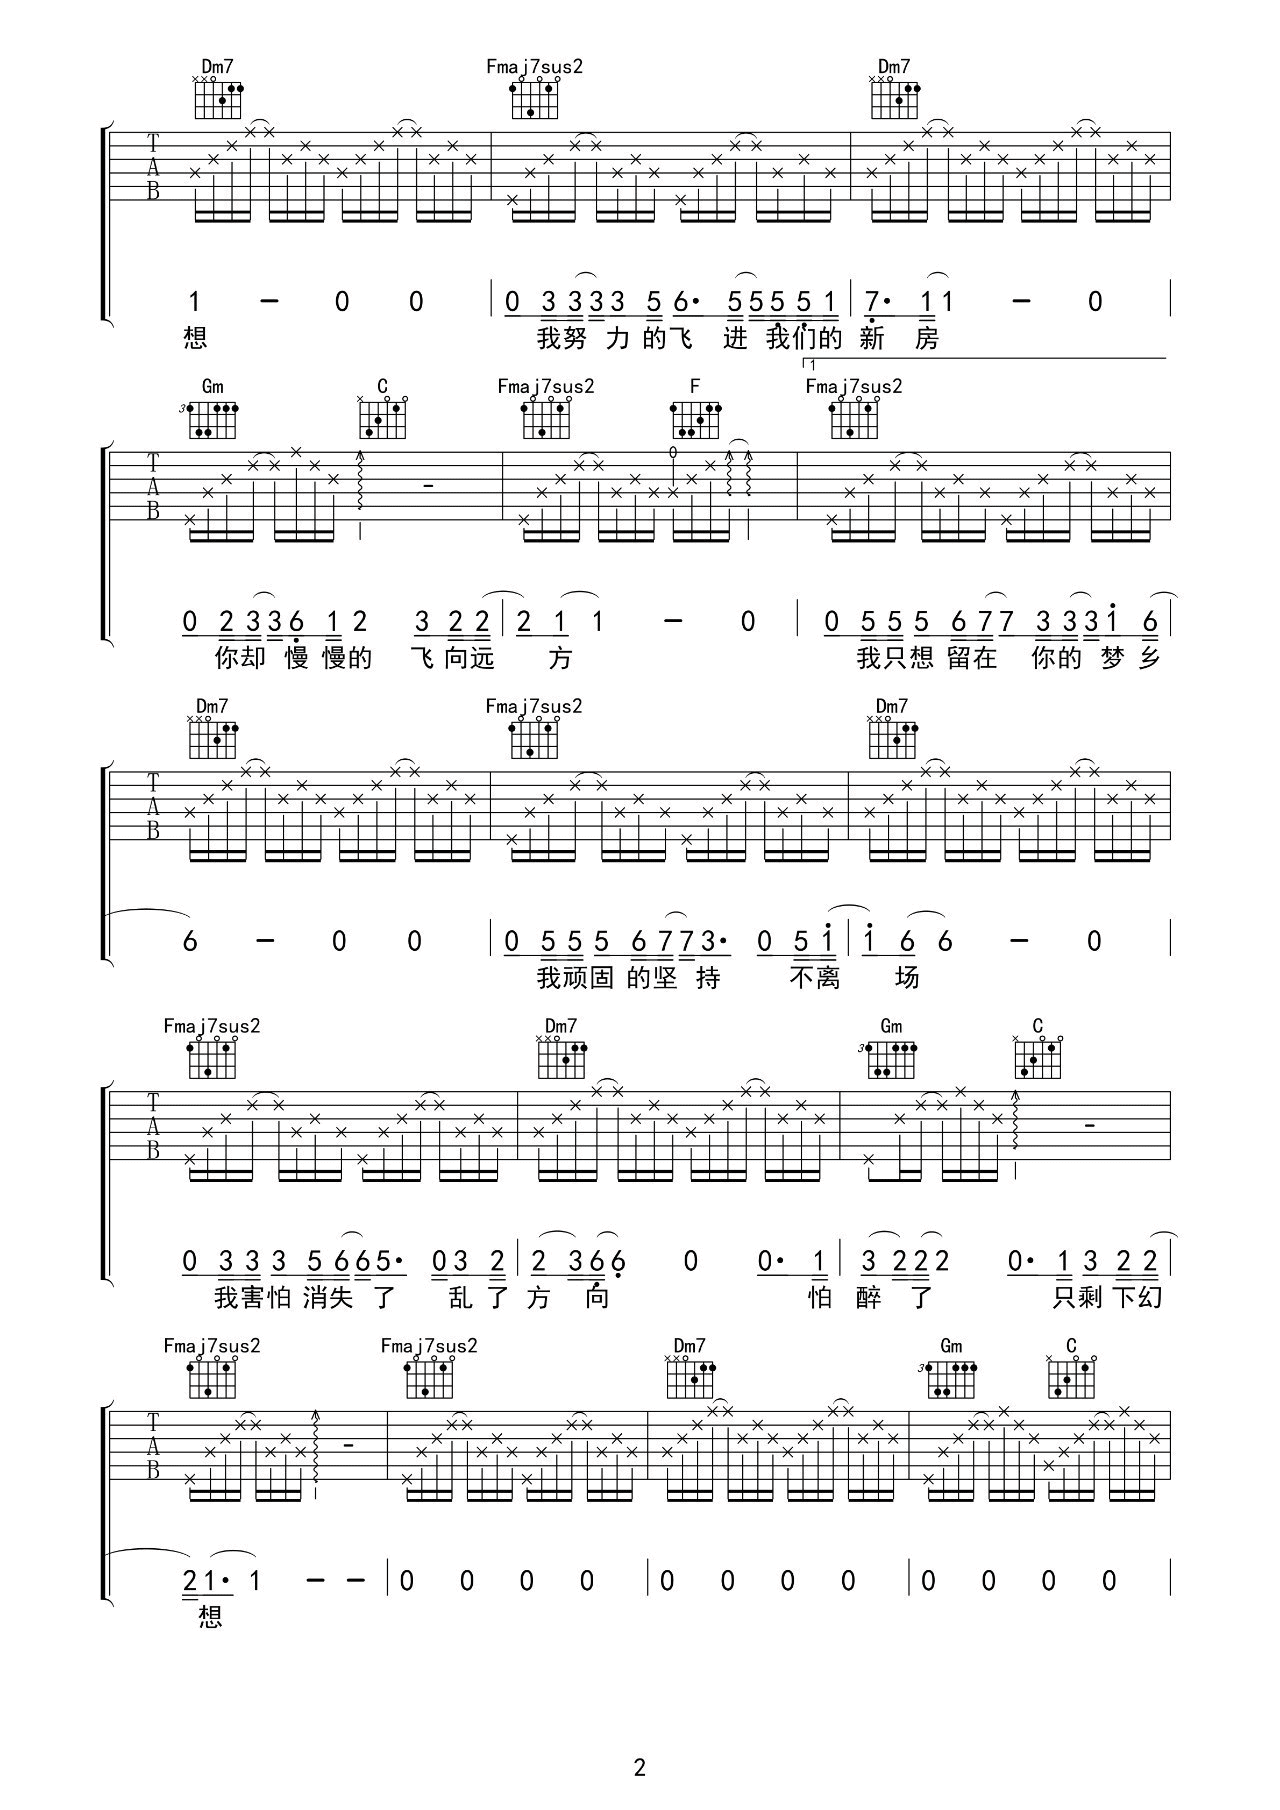 Dm7 Fmaj7sus2 Dm7
T
A
B
1 – 0 0 0 3 3 3 3 5 6· 5 5 5 5 1 7· 1 1 – 0
想 我努 力 的飞 进 我们的 新 房
1
Gm C Fmaj7sus2 F Fmaj7sus2
3
T
A
B
0 2 3 3 6 1 2 3 2 2 2 1 1 – 0 0 5 5 5 6 7 7 3 3 3 1 6
你却 慢 慢的 飞向远 方 我只想 留在 你的 梦 乡
Dm7 Fmaj7sus2 Dm7
T
A
B
6 – 0 0 0 5 5 5 6 7 7 3· 0 5 1 1 6 6 – 0
我顽固 的坚 持 不离 场
Fmaj7sus2 Dm7 Gm C
3
T
A
B
0 3 3 3 5 6 6 5· 0 3 2 2 3 6 6 0 0· 1 3 2 2 2 0· 1 3 2 2
我害怕 消失 了 乱 了 方 向 怕 醉 了 只剩 下幻
Fmaj7sus2 Fmaj7sus2 Dm7 Gm C
3
T
A
B
2 1· 1 – – 0 0 0 0 0 0 0 0 0 0 0 0
想
2